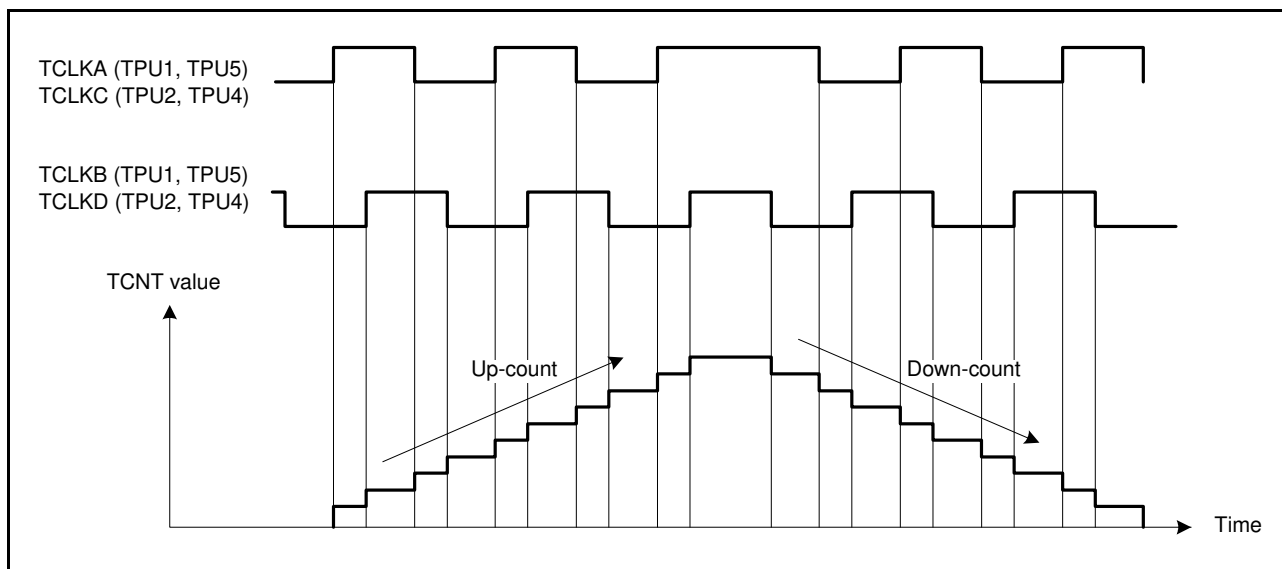 TCLKA (TPU1, TPU5)
TCLKC (TPU2, TPU4)
TCLKB (TPU1, TPU5)
TCLKD (TPU2, TPU4)
TCNT value
Up-count
Down-count
Time